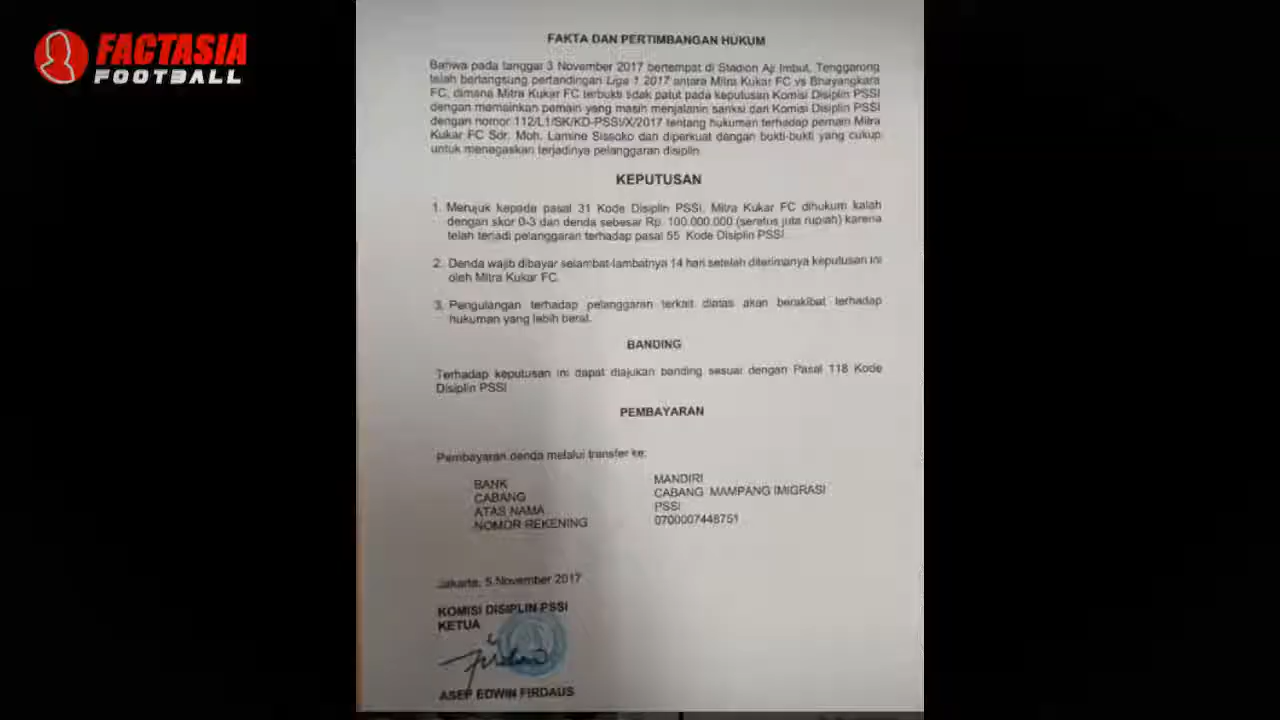 FACTASIA
FOOTBALL
FAKTA DAN PERTIMBANGAN HUKUM
Bahwa pada tanggal 3 November 2017 bertempat di Stadion Aji Imbut, Tenggarong
telah berlangsung pertandingan Liga 1 2017 antara Mitra Kukar FC vs Bhayangkara
FC, dimana Mitra Kukar FC terbukti tidak patut pada keputusan Komisi Disiplin PSSI
dengan memainkan pemain yang masih menjalanin sanksi dari Komisi Disiplin PSSI
dengan nomor 112/L1/SK/KD-PSSI/X/2017 tentang hukuman terhadap pemain Mitra
Kukar FC Sdr. Moh. Lamine Sissoko dan diperkuat dengan bukti-bukti yang cukup
untuk menegaskan terjadinya pelanggaran disiplin.
KEPUTUSAN
1. Merujuk kepada pasal 31 Kode Disiplin PSSI, Mitra Kukar FC dihukum kalah
dengan skor 0-3 dan denda sebesar Rp. 100.000.000 (seratus juta rupiah) karena
telah terjadi pelanggaran terhadap pasal 55 Kode Disiplin PSSI.
2. Denda wajib dibayar selambat-lambatnya 14 hari setelah diterimanya keputusan ini
oleh Mitra Kukar FC.
3. Pengulangan terhadap pelanggaran terkait diatas akan berakibat terhadap
hukuman yang lebih berat.
BANDING
Terhadap keputusan ini dapat diajukan banding sesuai dengan Pasal 118 Kode
Disiplin PSSI
PEMBAYARAN
Pembayaran denda melalui transfer ke:
BANK MANDIRI
CABANG CABANG MAMPANG IMIGRASI
ATAS NAMA PSSI
NOMOR REKENING 0700007448751
Jakarta, 5 November 2017
KOMISI DISIPLIN PSSI
KETUA
ASEP EDWIN FIRDAUS